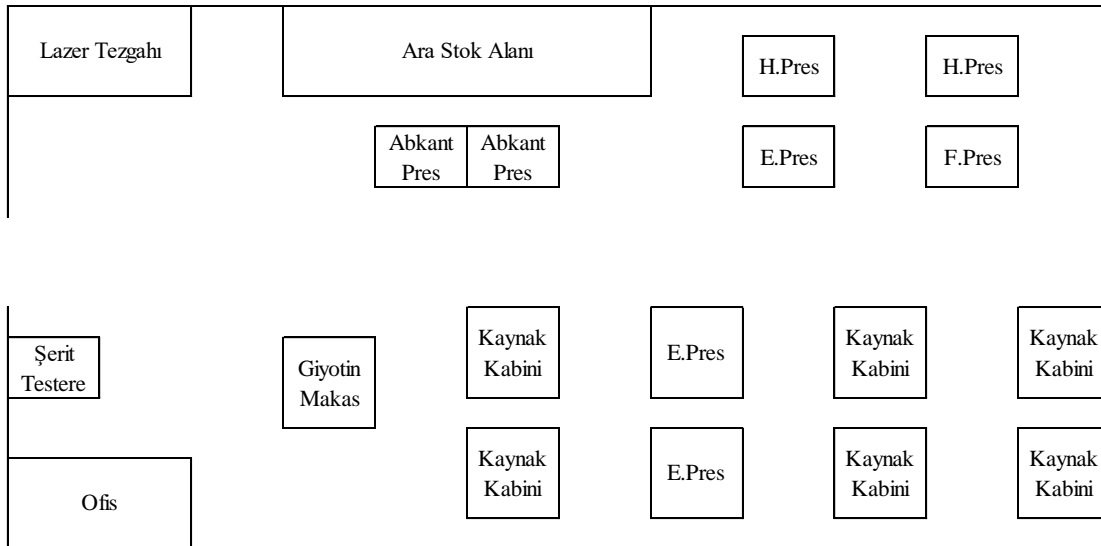 Lazer Tezgahı
Ara Stok Alanı
H.Pres
H.Pres
Abkant
Pres
Abkant
Pres
E.Pres
F.Pres
Şerit
Testere
Giyotin
Makas
Kaynak
Kabini
E.Pres
Kaynak
Kabini
Kaynak
Kabini
Ofis
Kaynak
Kabini
E.Pres
Kaynak
Kabini
Kaynak
Kabini